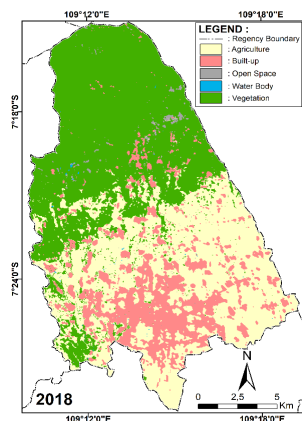 109°12'0"E 109°18'0"E
LEGEND :
: Regency Boundary
: Agriculture
: Built-up
: Open Space
: Water Body
: Vegetation
7°18'0"S
7°24'0"S
N
2018
0 2.5 5
Km
109°12'0"E 109°18'0"E